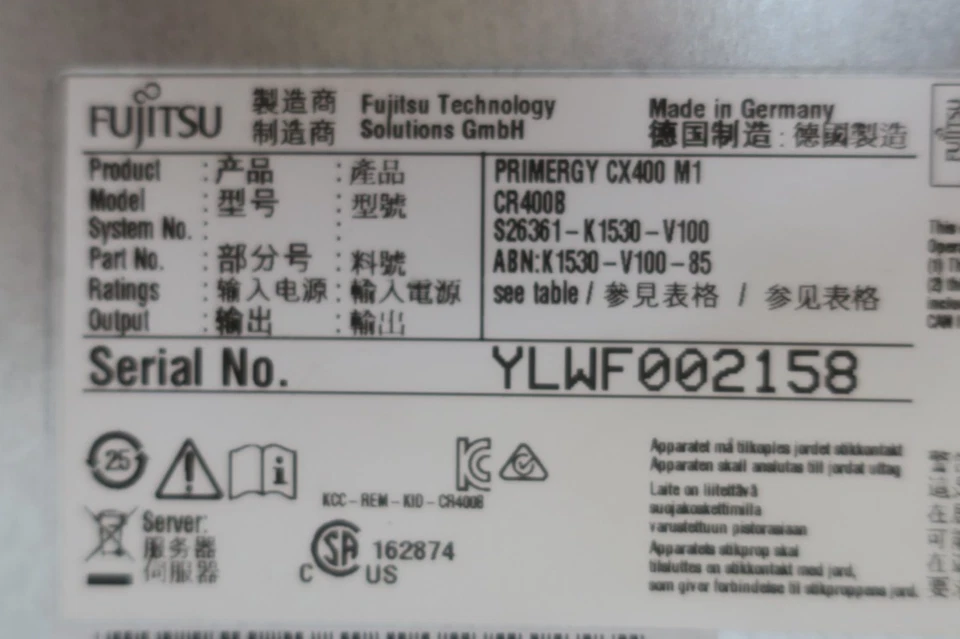 FUJITSU 製造商 Fujitsu Technology Made in Germany
制造商 Solutions GmbH 德国制造 : 德國製造
Product : 产品 : 產品 PRIMERGY CX400 M1
Model : 型号 : 型號 CR4008
System No. : : S26361-K1530-V100
Part No. : 部分号 : 料號 ABN:K1530-V100-85
Ratings : 输入电源 : 輸入電源 see table / 参見表格 / 参见表格
Output : 输出 : 輸出
Serial No. YLWF002158
25
KCC-REM-KIO-CR4008
Server:
服务器
伺服器
SA 162874
C US
Apparatet må tilkoples jordet stikkontakt
Apparaten skall anslutas till jordat uttag
Laite on liitettävä
suojakoskettimilla
varustettuun pistorasiaan
Apparatets stikprop skal
tilsluttes en stikkontakt med jord,
som giver forbindelse til stikproppens jord.